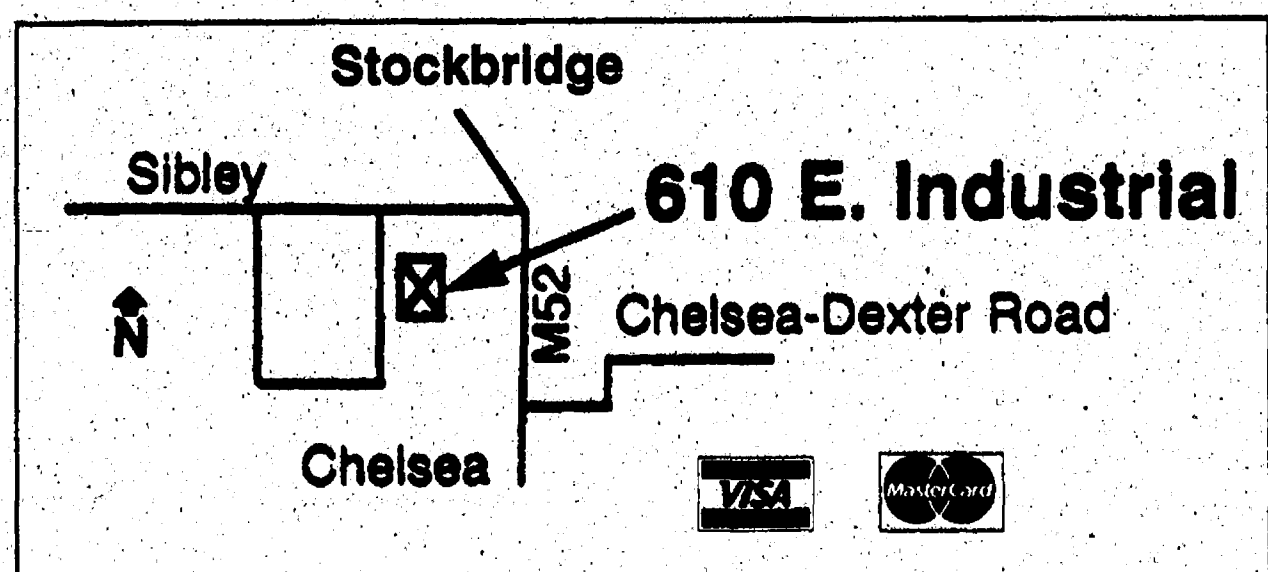 Stockbridge
Sibley
610 E. Industrial
N
M52
Chelsea-Dexter Road
Chelsea
VISA
MasterCard